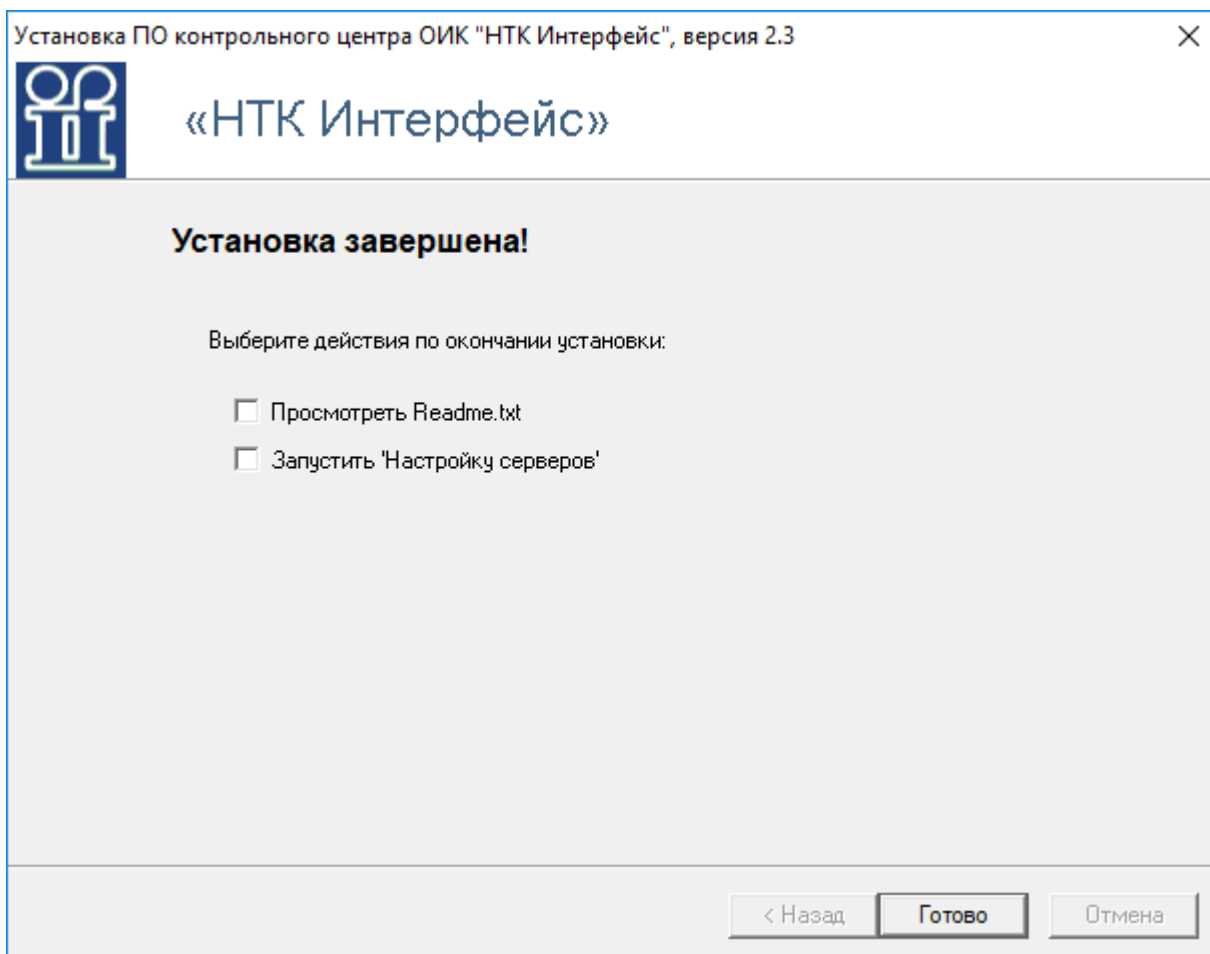 Установка ПО контрольного центра ОИК "НТК Интерфейс", версия 2.3
«НТК Интерфейс»
Установка завершена!
Выберите действия по окончании установки:
Просмотреть Readme.txt
Запустить 'Настройку серверов'
< Назад Готово Отмена